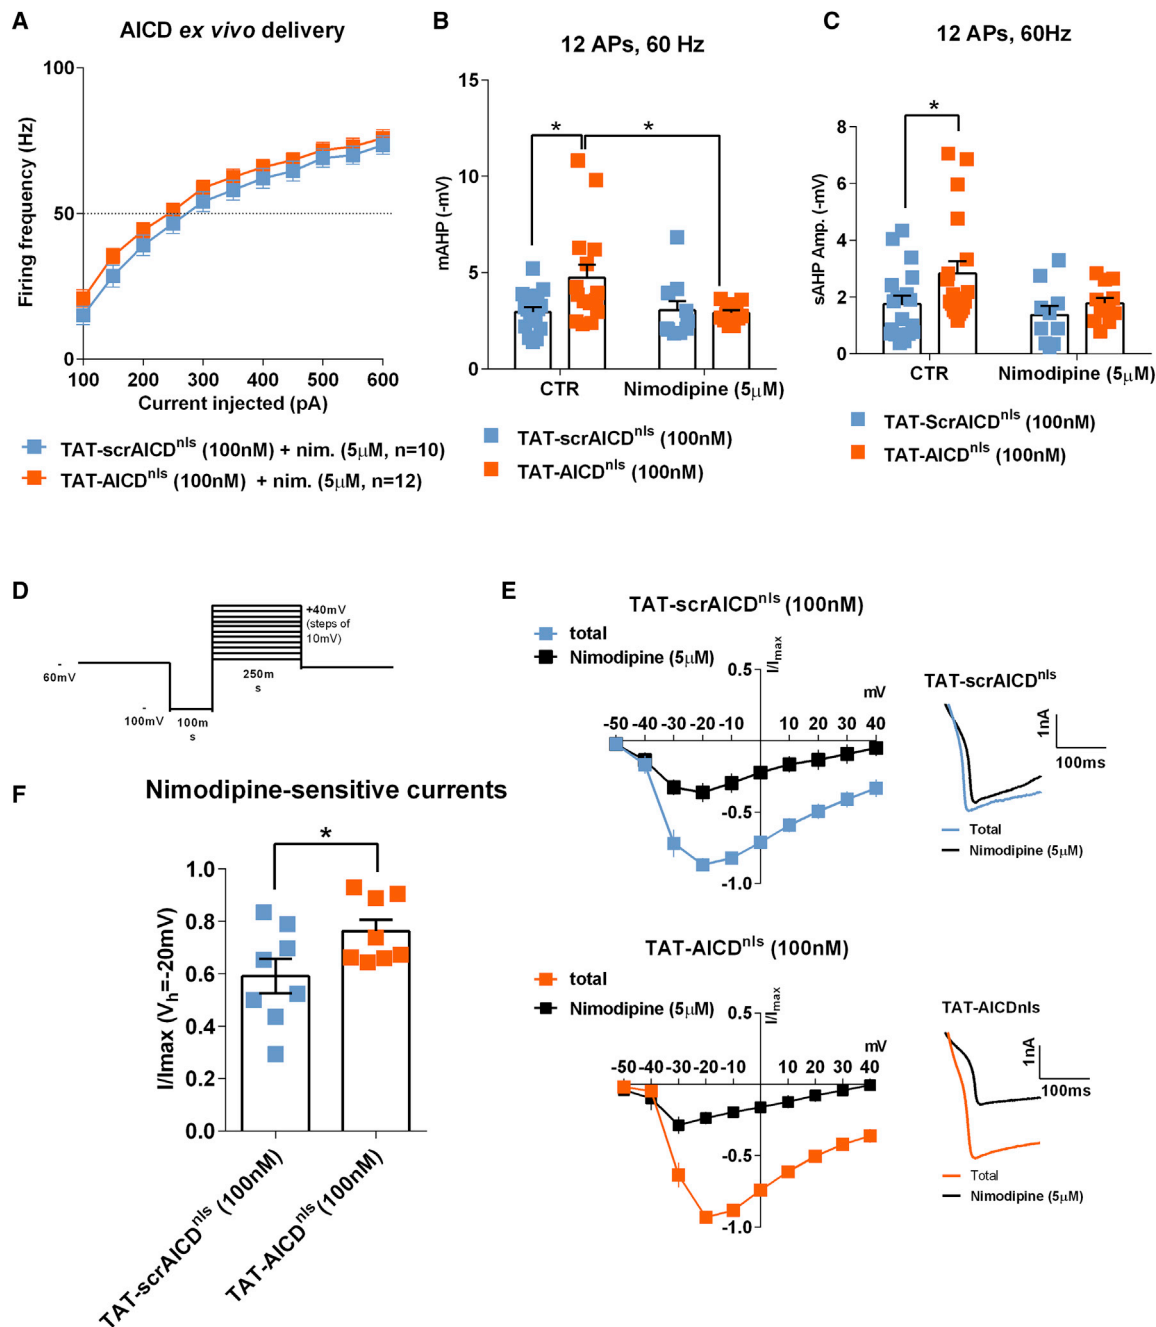 A
AICD ex vivo delivery
Firing frequency (Hz)
100
50
0
100 200 300 400 500 600
Current injected (pA)
TAT-scrAICDnls (100nM) + nim. (5μM, n=10)
TAT-AICDnls (100nM) + nim. (5μM, n=12)
B
12 APs, 60 Hz
mAHP (-mV)
15
10
5
0
* *
CTR Nimodipine (5μM)
TAT-scrAICDnls (100nM)
TAT-AICDnls (100nM)
C
12 APs, 60Hz
sAHP Amp. (-mV)
8
6
4
2
0
*
CTR Nimodipine (5μM)
TAT-ScrAICDnls (100nM)
TAT-AICDnls (100nM)
D
-
60mV
-
100mV
100m
s
250m
s
+40mV
(steps of
10mV)
E
TAT-scrAICDnls (100nM)
total
Nimodipine (5μM)
I/Imax
mV
0.5
-50 -40 -30 -20 -10 10 20 30 40
-0.5
-1.0
TAT-scrAICDnls
1nA
100ms
Total
Nimodipine (5μM)
TAT-AICDnls (100nM)
total
Nimodipine (5μM)
I/Imax
mV
0.5
-50 -40 -30 -20 -10 10 20 30 40
-0.5
-1.0
TAT-AICDnls
1nA
100ms
Total
Nimodipine (5μM)
F
Nimodipine-sensitive currents
*
I/Imax (Vh=-20mV)
1.0
0.8
0.6
0.4
0.2
0.0
TAT-scrAICDnls (100nM)
TAT-AICDnls (100nM)